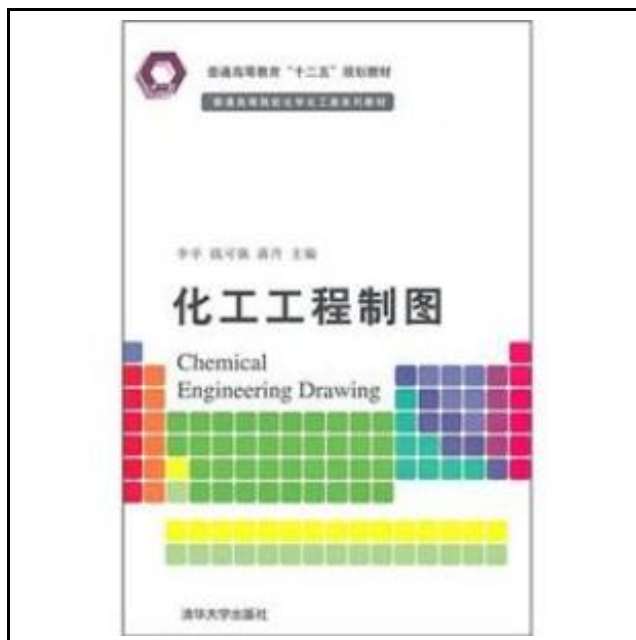 普通高等教育“十二五”规划教材
普通高等院校化学化工类系列教材
李平 钱可强 蒋丹 主编
化工工程制图
Chemical
Engineering Drawing
清华大学出版社